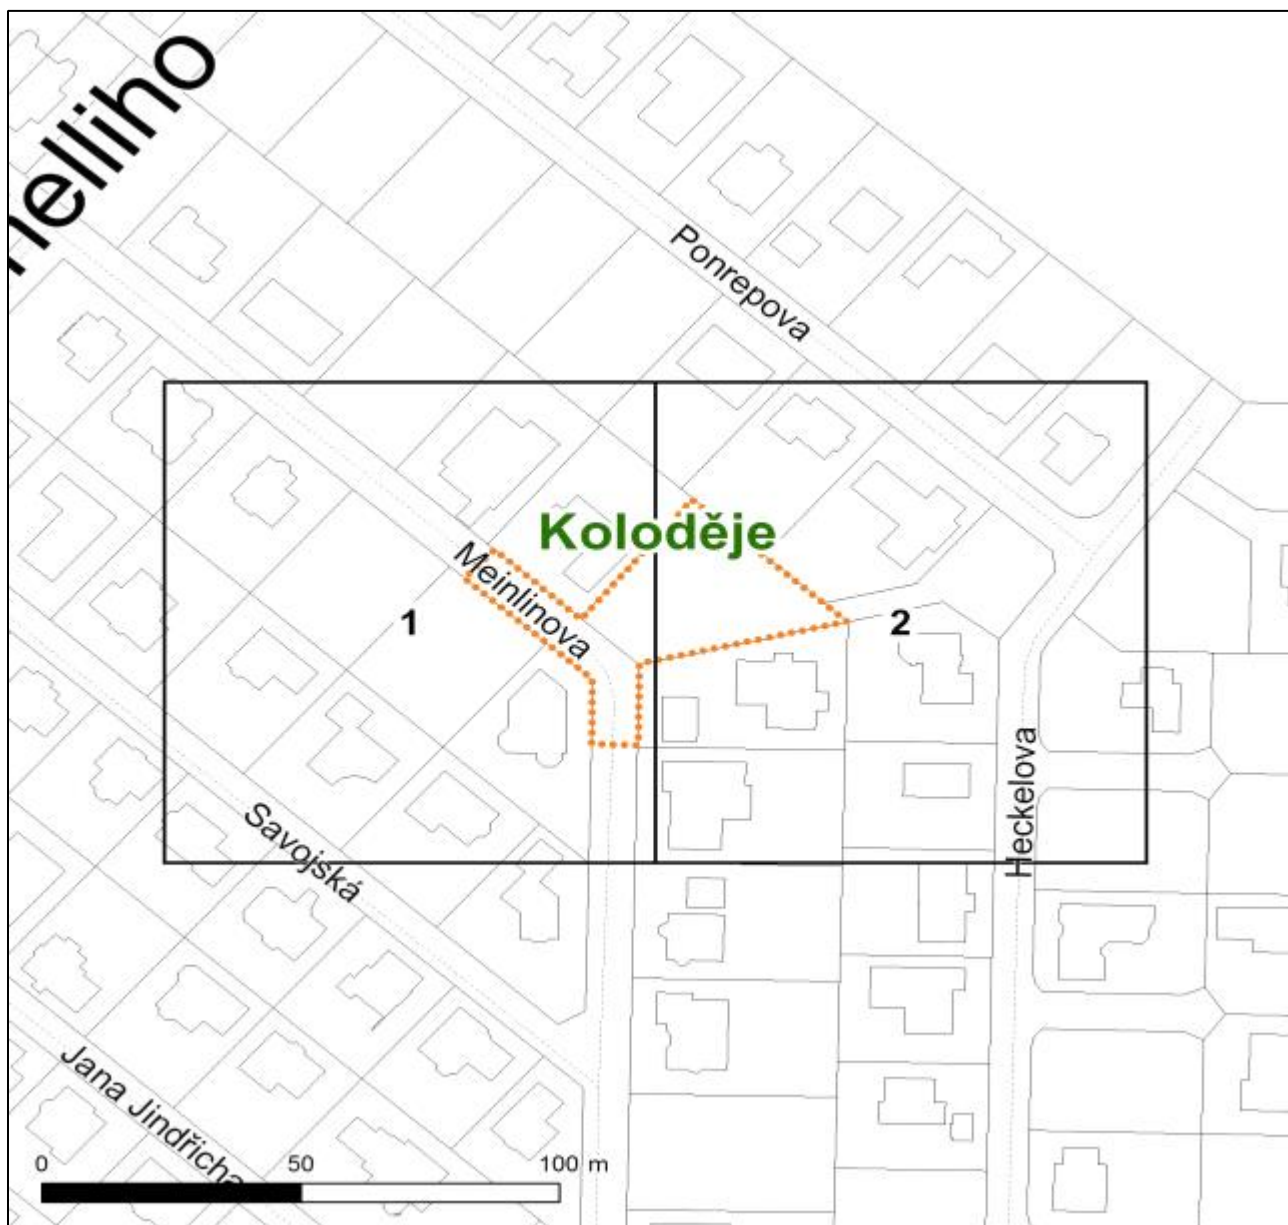 nelliho
Ponrepova
Koloděje
Meinlinova
1
2
Heckelova
Savojská
Jana Jindřicha
0 50 100 m